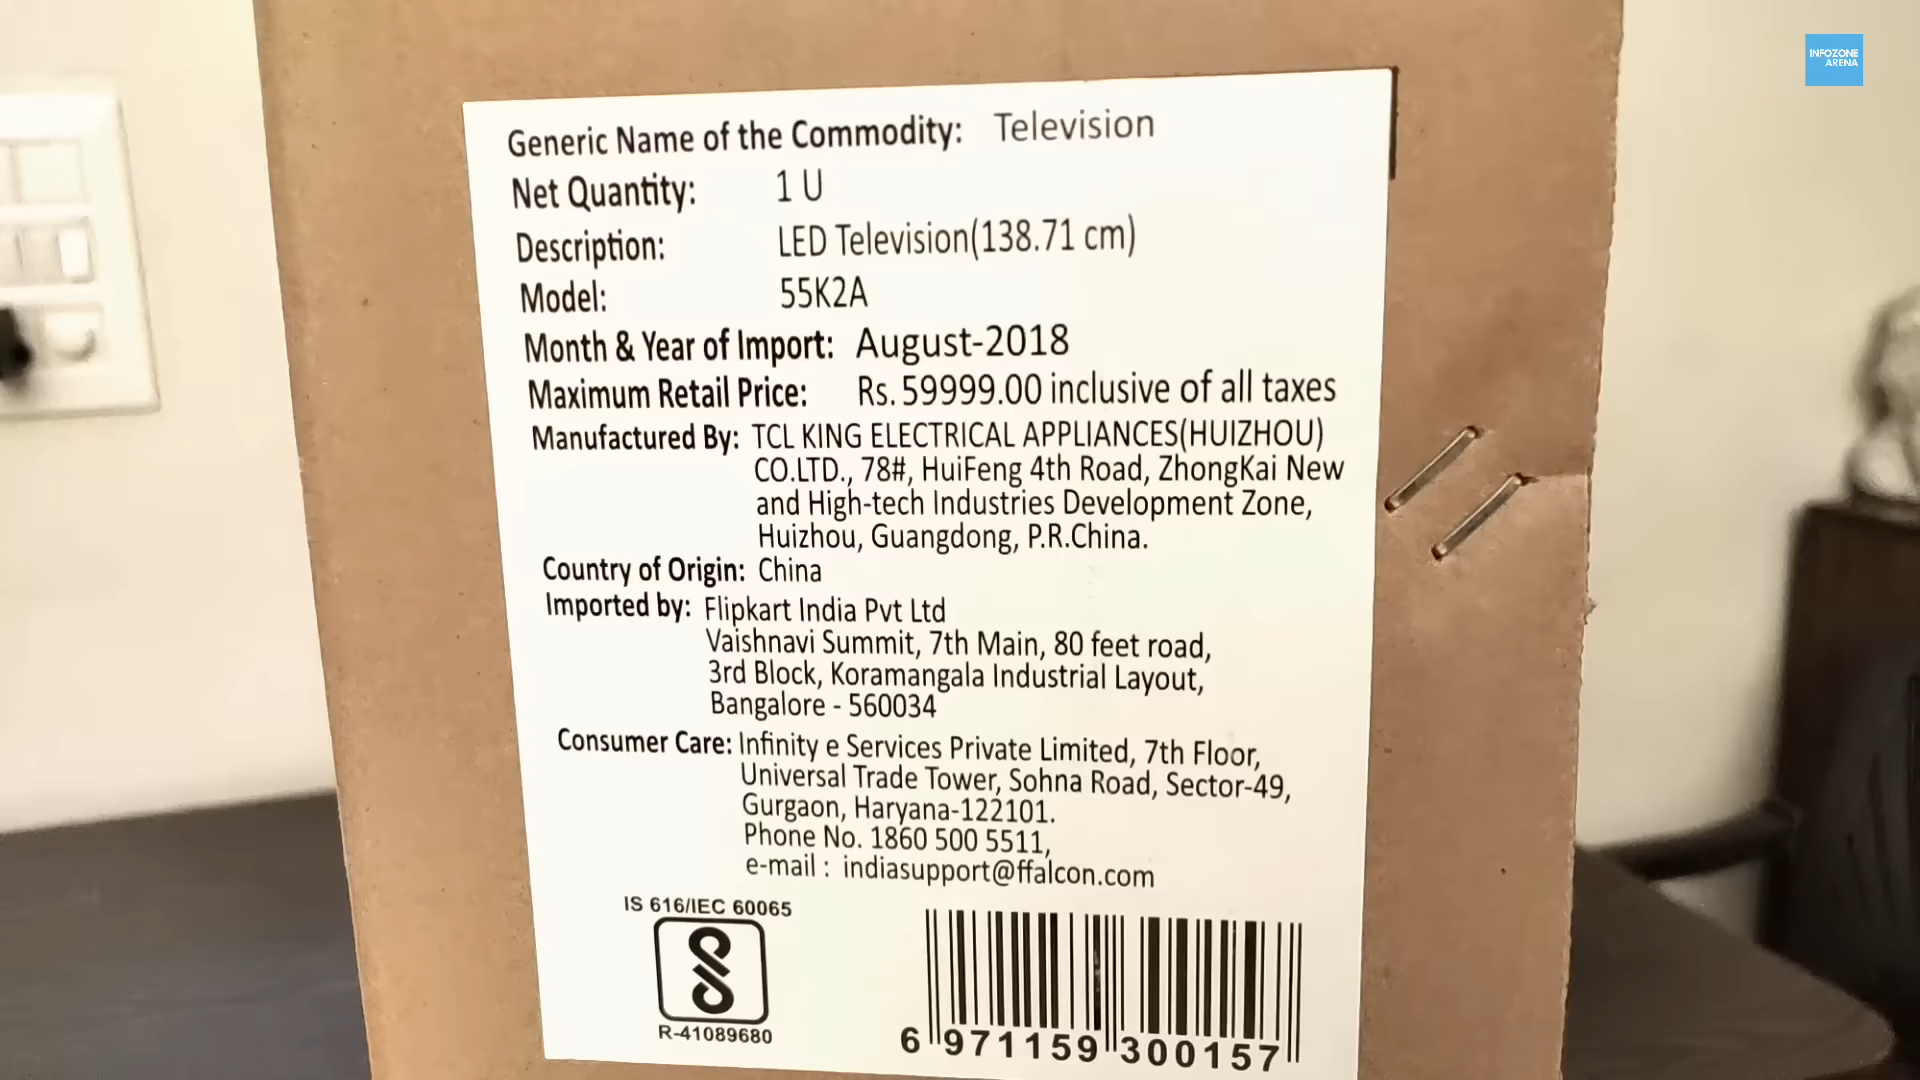 INFOZONE
ARENA
Generic Name of the Commodity: Television
Net Quantity: 1 U
Description: LED Television(138.71 cm)
Model: 55K2A
Month & Year of Import: August-2018
Maximum Retail Price: Rs. 59999.00 inclusive of all taxes
Manufactured By: TCL KING ELECTRICAL APPLIANCES(HUIZHOU)
CO.LTD., 78#, HuiFeng 4th Road, ZhongKai New
and High-tech Industries Development Zone,
Huizhou, Guangdong, P.R.China.
Country of Origin: China
Imported by: Flipkart India Pvt Ltd
Vaishnavi Summit, 7th Main, 80 feet road,
3rd Block, Koramangala Industrial Layout,
Bangalore - 560034
Consumer Care: Infinity e Services Private Limited, 7th Floor,
Universal Trade Tower, Sohna Road, Sector-49,
Gurgaon, Haryana-122101.
Phone No. 1860 500 5511,
e-mail : indiasupport@ffalcon.com
IS 616/IEC 60065
R-41089680
6 971159 300157